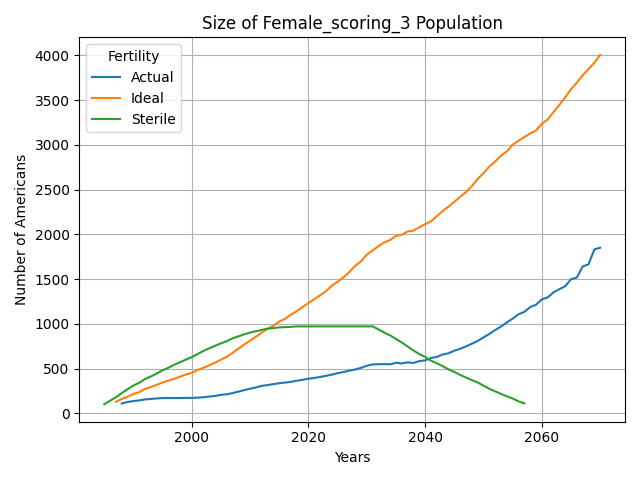 Size of Female_scoring_3 Population
Fertility
Actual
Ideal
Sterile
4000
3500
3000
2500
2000
1500
1000
500
0
Number of Americans
2000 2020 2040 2060
Years